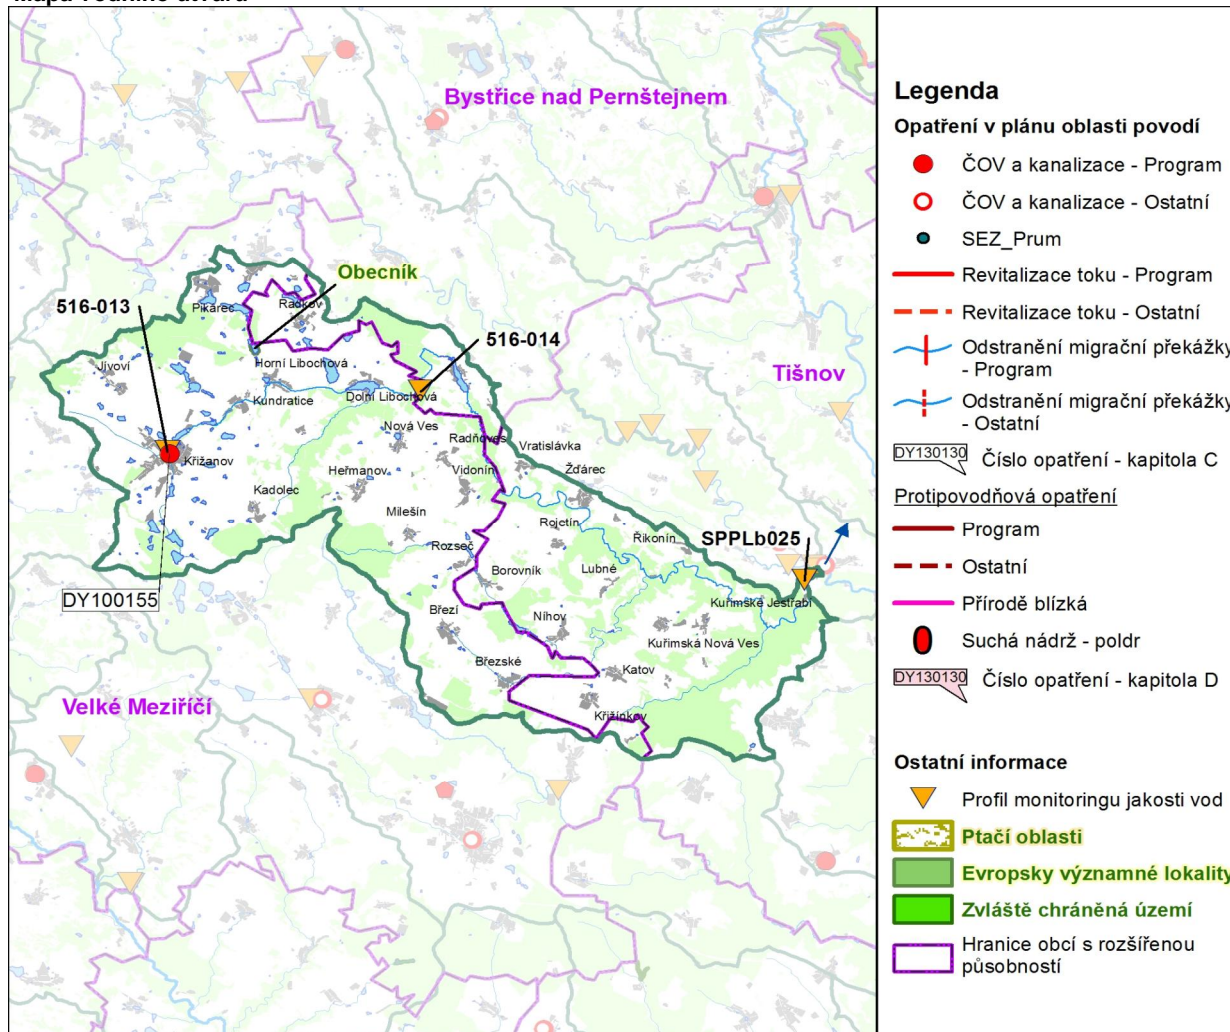 Mapa vodního útvaru
Bystřice nad Pernštejnem
Obecník
516-013
Pikárec
Radkov
516-014
Jívoví
Horní Libochová
Tišnov
Kundratice
Dolní Libochová
Nová Ves
Radňoves
Vratislávka
Křižanov
Heřmanov
Vidonín
Žďárec
Kadolec
Milešín
Rojetín
Rozseč
Říkonín
SPPLb025
Borovník
Lubné
DY100155
Kuřimské Jestřabí
Březí
Níhov
Kuřimská Nová Ves
Březské
Katov
Velké Meziříčí
Křižínkov
Legenda
Opatření v plánu oblasti povodí
ČOV a kanalizace - Program
ČOV a kanalizace - Ostatní
SEZ_Prum
Revitalizace toku - Program
Revitalizace toku - Ostatní
Odstranění migrační překážky
- Program
Odstranění migrační překážky
- Ostatní
DY130130 Číslo opatření - kapitola C
Protipovodňová opatření
Program
Ostatní
Přírodě blízká
Suchá nádrž - poldr
DY130130 Číslo opatření - kapitola D
Ostatní informace
Profil monitoringu jakosti vod
Ptačí oblasti
Evropsky významné lokality
Zvláště chráněná území
Hranice obcí s rozšířenou
působností